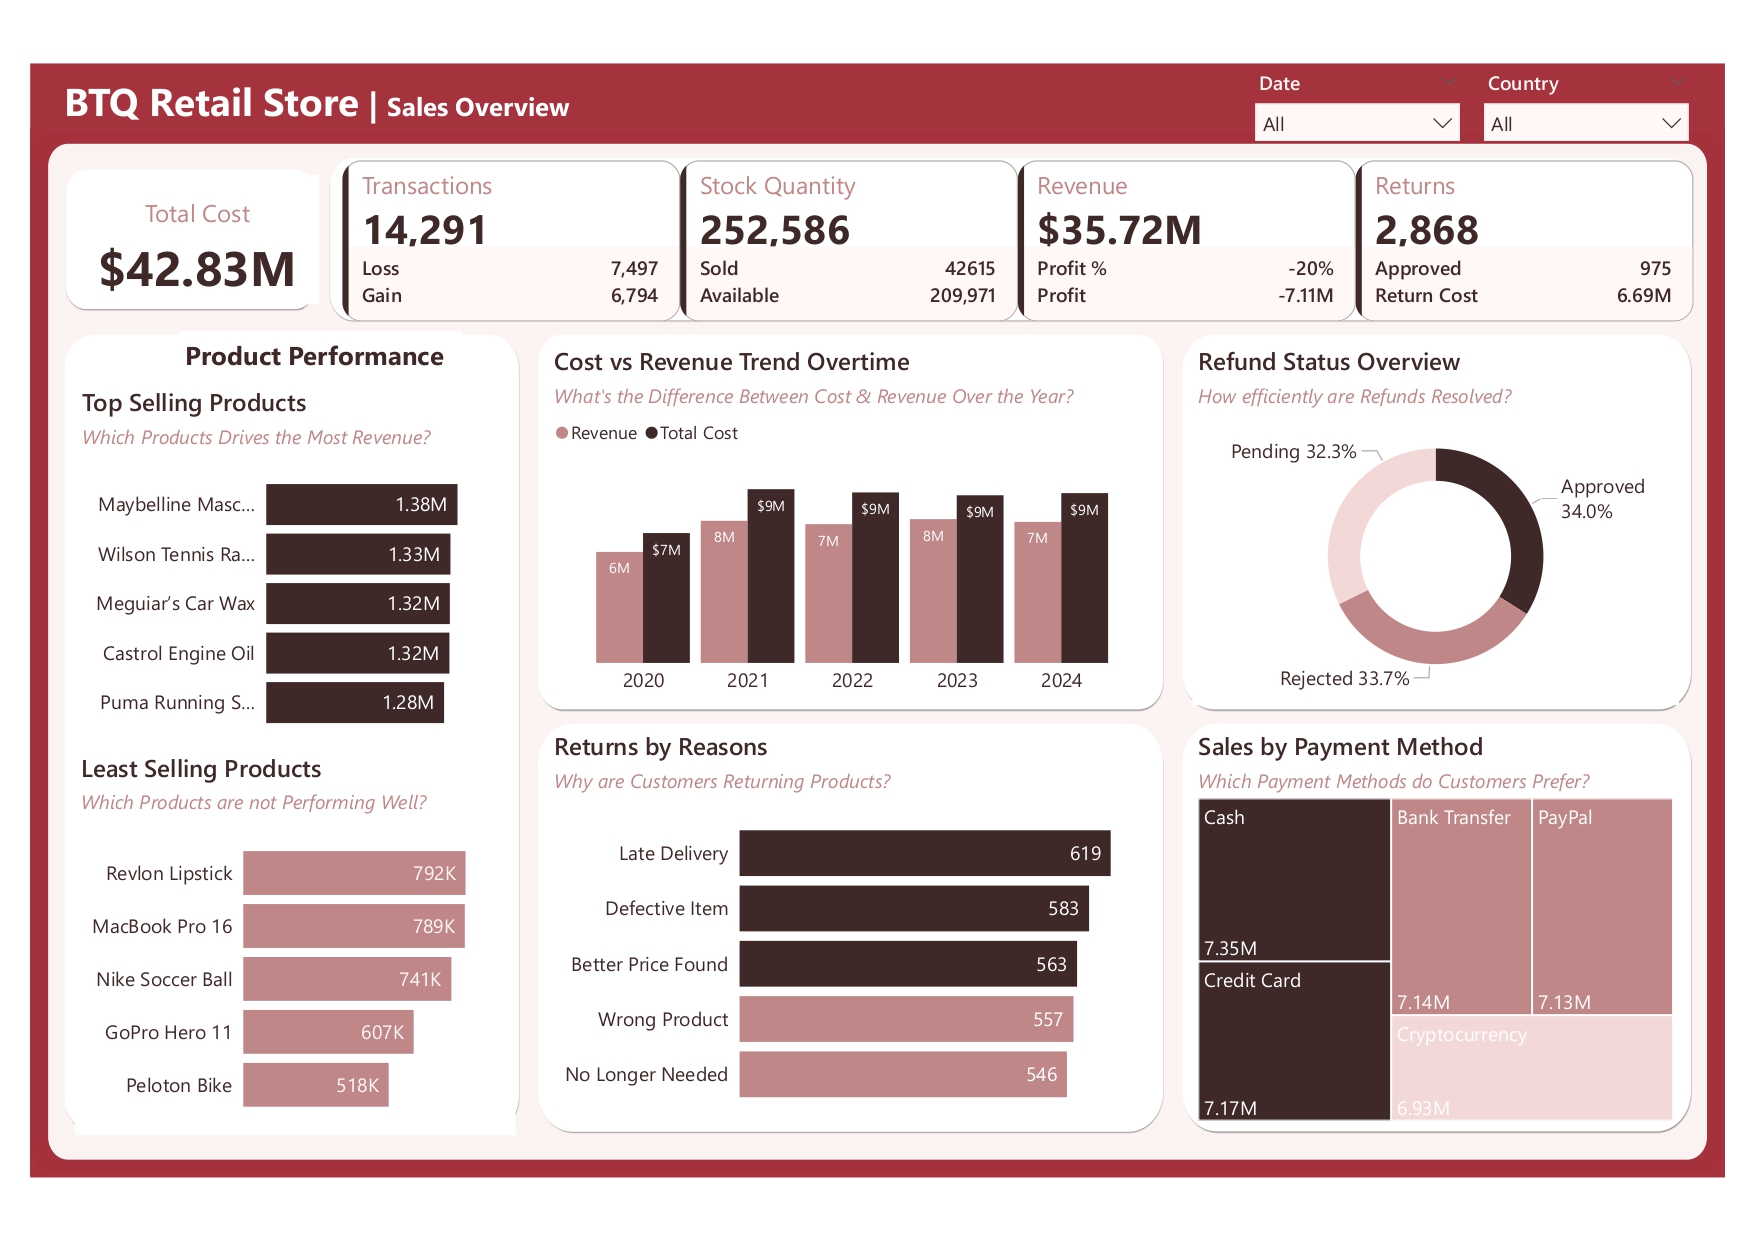 BTQ Retail Store | Sales Overview
Date
All
Country
All
Total Cost
$42.83M
Transactions
14,291
Loss 7,497
Gain 6,794
Stock Quantity
252,586
Sold 42615
Available 209,971
Revenue
$35.72M
Profit % -20%
Profit -7.11M
Returns
2,868
Approved 975
Return Cost 6.69M
Product Performance
Top Selling Products
Which Products Drives the Most Revenue?
Maybelline Masc... 1.38M
Wilson Tennis Ra... 1.33M
Meguiar’s Car Wax 1.32M
Castrol Engine Oil 1.32M
Puma Running S... 1.28M
Least Selling Products
Which Products are not Performing Well?
Revlon Lipstick 792K
MacBook Pro 16 789K
Nike Soccer Ball 741K
GoPro Hero 11 607K
Peloton Bike 518K
Cost vs Revenue Trend Overtime
What's the Difference Between Cost & Revenue Over the Year?
Revenue Total Cost
6M $7M 8M $9M 7M $9M 8M $9M 7M $9M
2020 2021 2022 2023 2024
Returns by Reasons
Why are Customers Returning Products?
Late Delivery 619
Defective Item 583
Better Price Found 563
Wrong Product 557
No Longer Needed 546
Refund Status Overview
How efficiently are Refunds Resolved?
Pending 32.3%
Approved
34.0%
Rejected 33.7%
Sales by Payment Method
Which Payment Methods do Customers Prefer?
Cash
7.35M
Credit Card
7.17M
Bank Transfer
7.14M
PayPal
7.13M
Cryptocurrency
6.93M